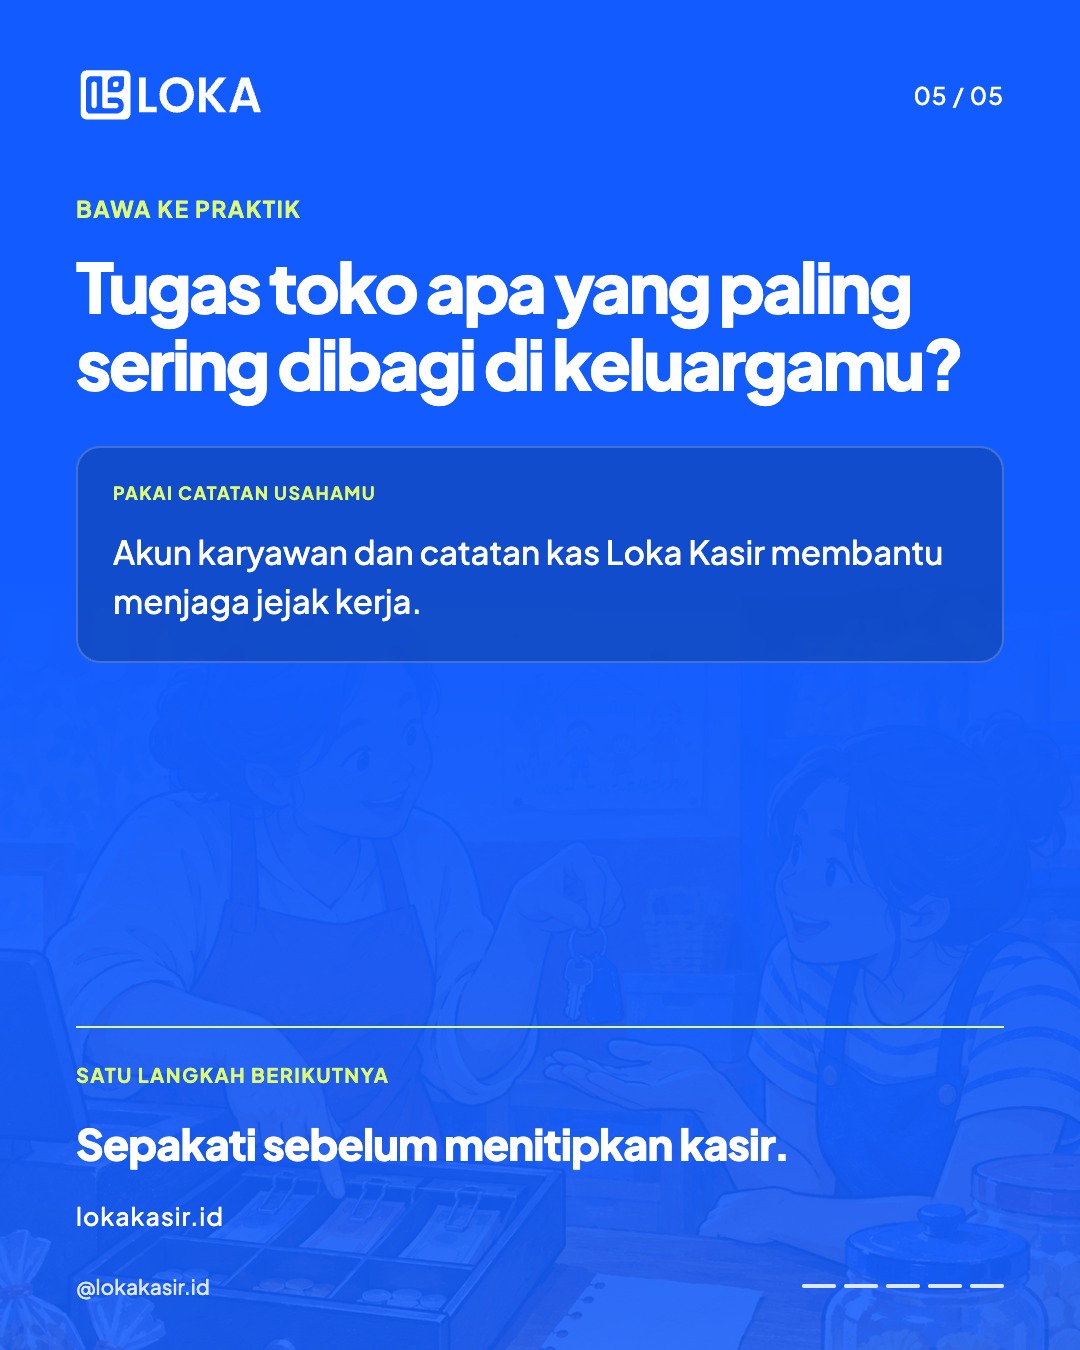 LOKA
05 / 05
BAWA KE PRAKTIK
Tugas toko apa yang paling
sering dibagi di keluargamu?
PAKAI CATATAN USAHAMU
Akun karyawan dan catatan kas Loka Kasir membantu
menjaga jejak kerja.
SATU LANGKAH BERIKUTNYA
Sepakati sebelum menitipkan kasir.
lokakasir.id
@lokakasir.id